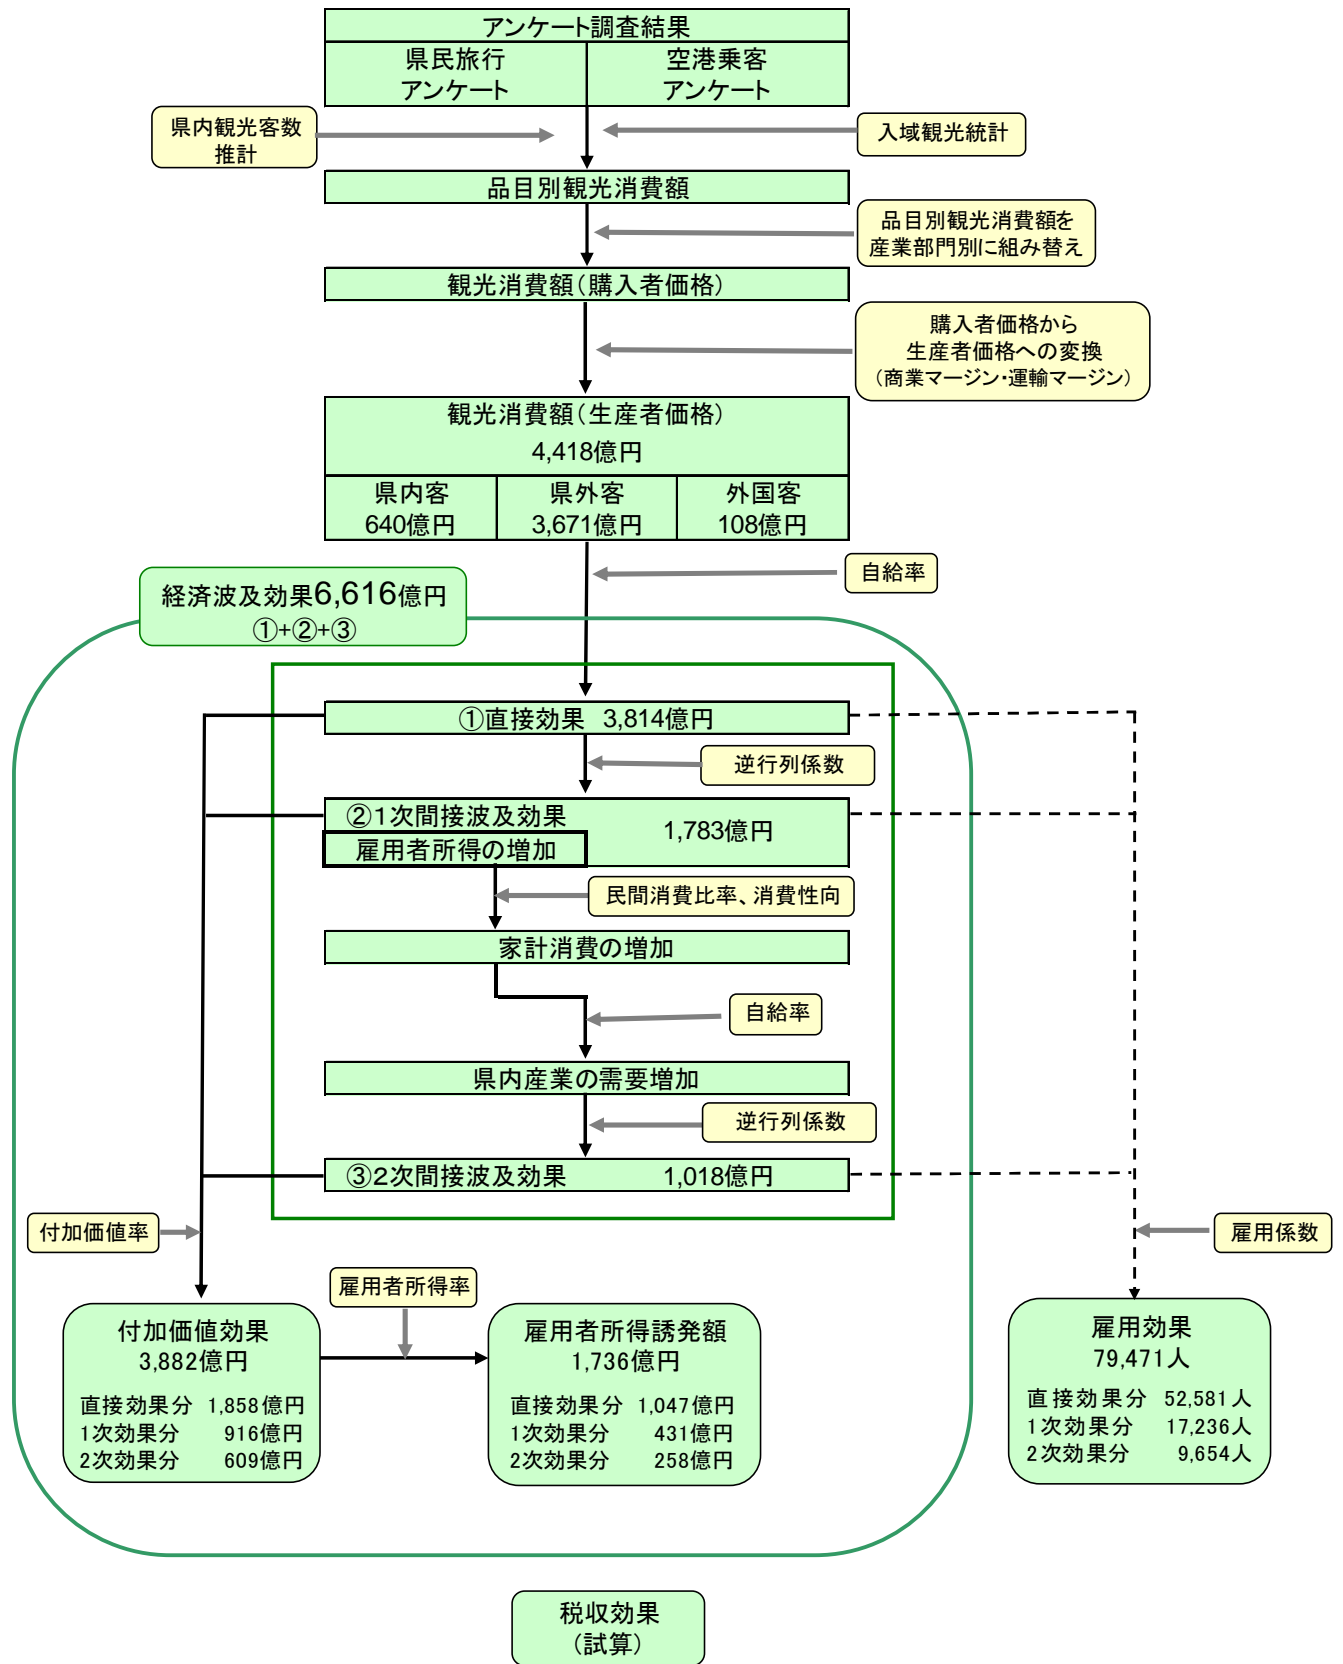 アンケート調査結果
県民旅行
アンケート
空港乗客
アンケート
県内観光客数
推計
入域観光統計
品目別観光消費額
品目別観光消費額を
産業部門別に組み替え
観光消費額（購入者価格）
購入者価格から
生産者価格への変換
（商業マージン・運輸マージン）
観光消費額（生産者価格）
4,418億円
県内客
640億円
県外客
3,671億円
外国客
108億円
自給率
経済波及効果6,616億円
①+②+③
①直接効果 3,814億円
逆行列係数
②１次間接波及効果
1,783億円
雇用者所得の増加
民間消費比率、消費性向
家計消費の増加
自給率
県内産業の需要増加
逆行列係数
③２次間接波及効果 1,018億円
付加価値率
雇用係数
雇用者所得率
付加価値効果
3,882億円
直接効果分 1,858億円
1次効果分 916億円
2次効果分 609億円
雇用者所得誘発額
1,736億円
直接効果分 1,047億円
1次効果分 431億円
2次効果分 258億円
雇用効果
79,471人
直接効果分 52,581人
1次効果分 17,236人
2次効果分 9,654人
税収効果
（試算）